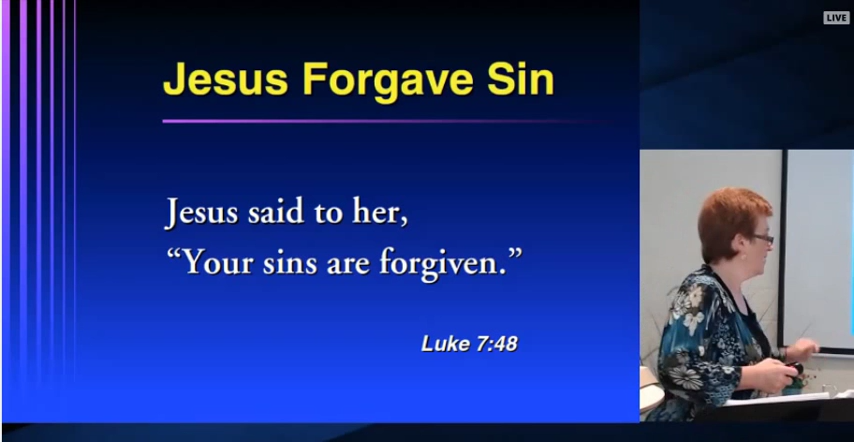 LIVE
Jesus Forgave Sin
Jesus said to her,
“Your sins are forgiven.”
Luke 7:48